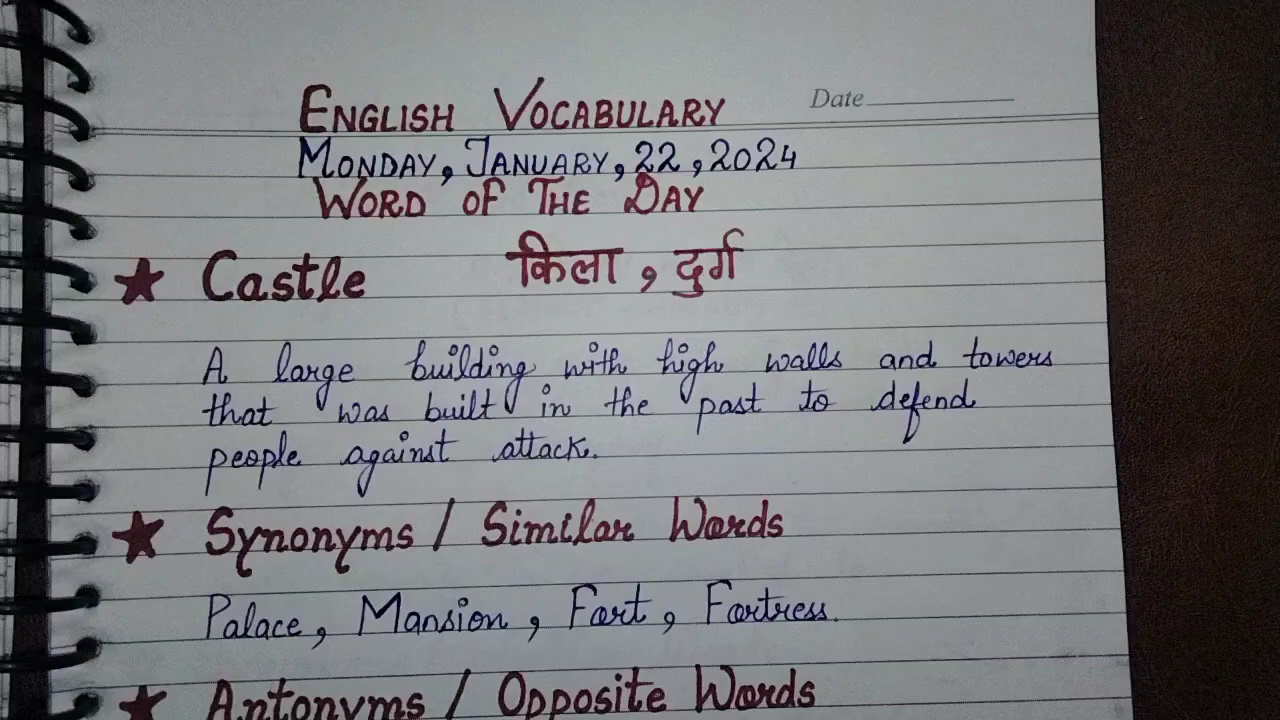 ENGLISH VOCABULARY
Date
MONDAY, JANUARY, 22, 2024
WORD OF THE DAY
★ Castle किला, दुर्ग
A large building with high walls and towers
that was built in the past to defend
people against attack.
★ Synonyms / Similar Words
Palace, Mansion, Fort, Fortress.
★ Antonyms / Opposite Words